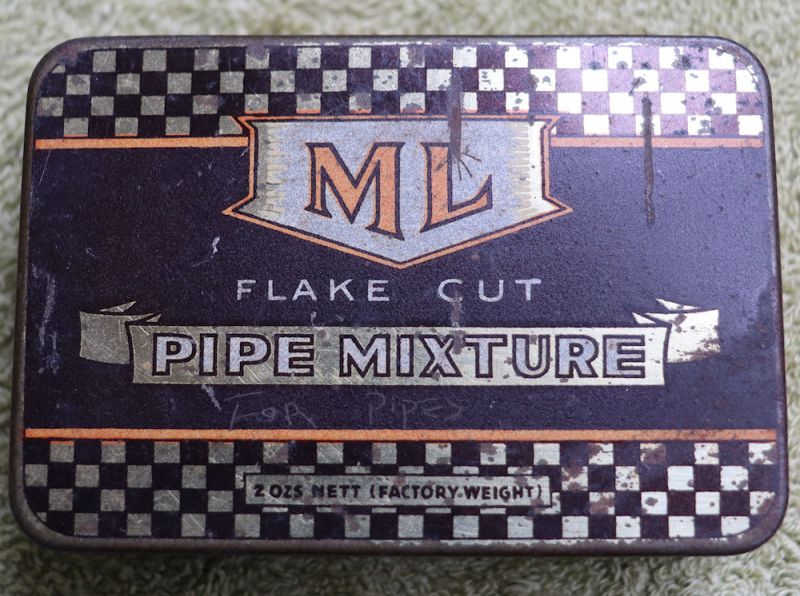 ML
FLAKE CUT
PIPE MIXTURE
FOR PIPES
2 OZS NETT (FACTORY-WEIGHT)